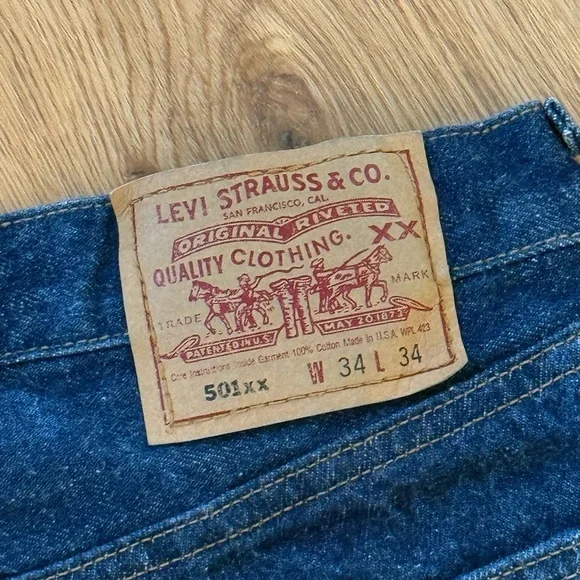 LEVI STRAUSS & CO.
SAN FRANCISCO, CAL.
ORIGINAL RIVETED
QUALITY CLOTHING. XX
TRADE MARK
PATENTED IN U.S. MAY 20 1873
Care Instructions Inside Garment 100% Cotton Made in U.S.A. WPL 423
501xx W 34 L 34